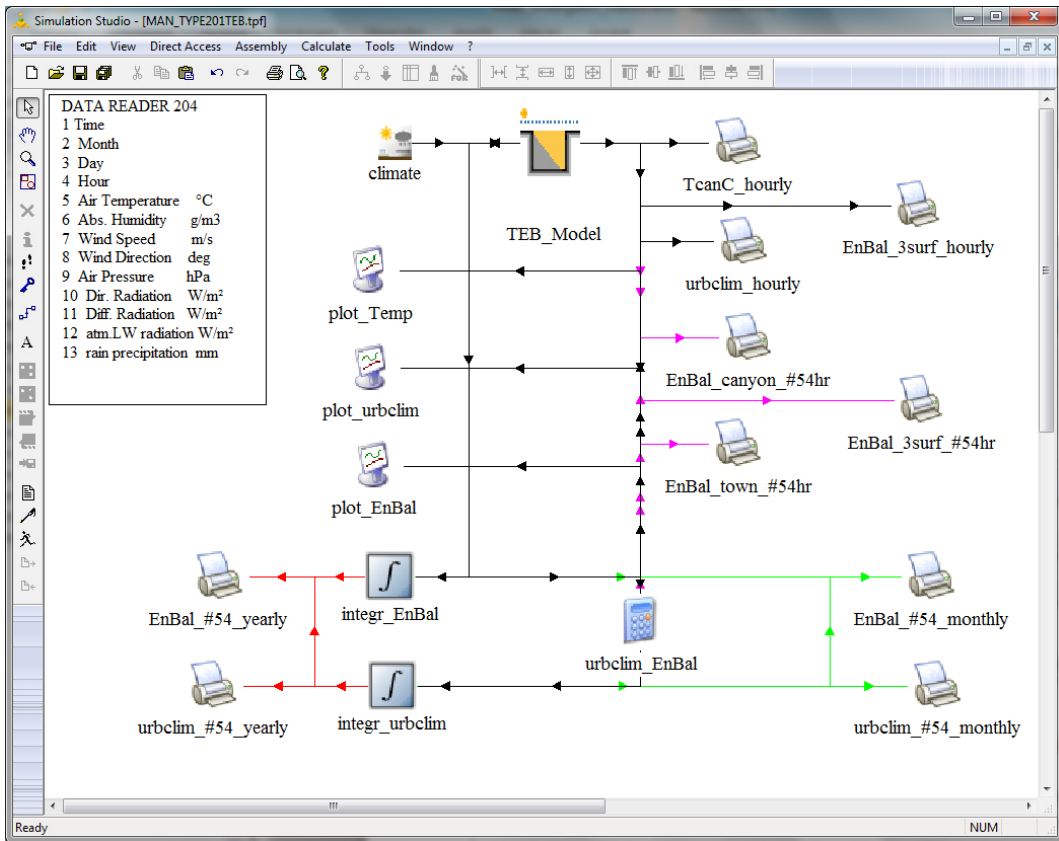 Simulation Studio - [MAN_TYPE201TEB.tpf]
File Edit View Direct Access Assembly Calculate Tools Window ?
DATA READER 204
1 Time
2 Month
3 Day
4 Hour
5 Air Temperature °C
6 Abs. Humidity g/m3
7 Wind Speed m/s
8 Wind Direction deg
9 Air Pressure hPa
10 Dir. Radiation W/m²
11 Diff. Radiation W/m²
12 atm.LW radiation W/m²
13 rain precipitation mm
climate
TEB_Model
TcanC_hourly
EnBal_3surf_hourly
urbclim_hourly
plot_Temp
EnBal_canyon_#54hr
plot_urbclim
EnBal_3surf_#54hr
EnBal_town_#54hr
plot_EnBal
EnBal_#54_yearly
integr_EnBal
EnBal_#54_monthly
urbclim_EnBal
urbclim_#54_yearly
integr_urbclim
urbclim_#54_monthly
Ready NUM